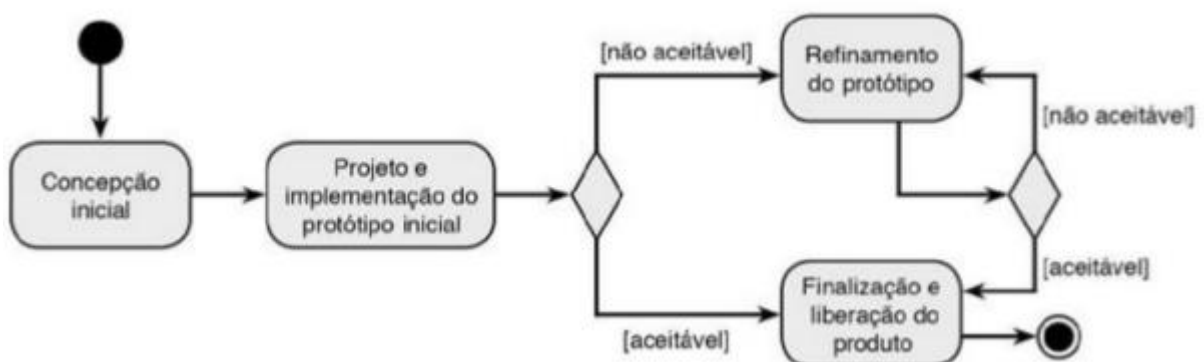 Concepção
inicial
Projeto e
implementação do
protótipo inicial
[não aceitável]
Refinamento
do protótipo
[não aceitável]
[aceitável]
Finalização e
liberação do
produto
[aceitável]